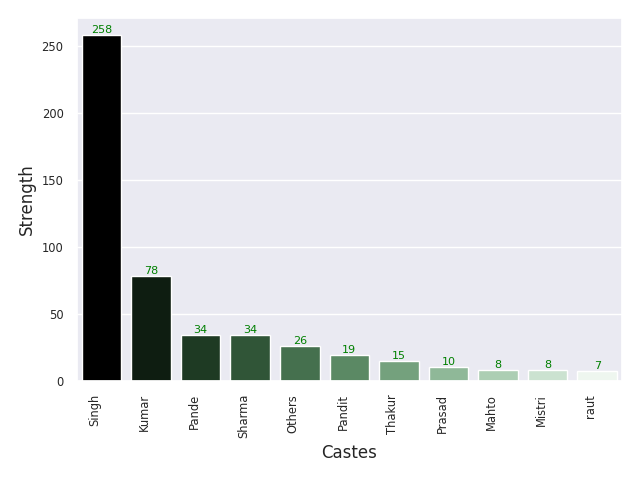 258
250
200
150
100
50
0
Strength
78
34
34
26
19
15
10
8
8
7
Singh
Kumar
Pande
Sharma
Others
Pandit
Thakur
Prasad
Mahto
Mistri
raut
Castes